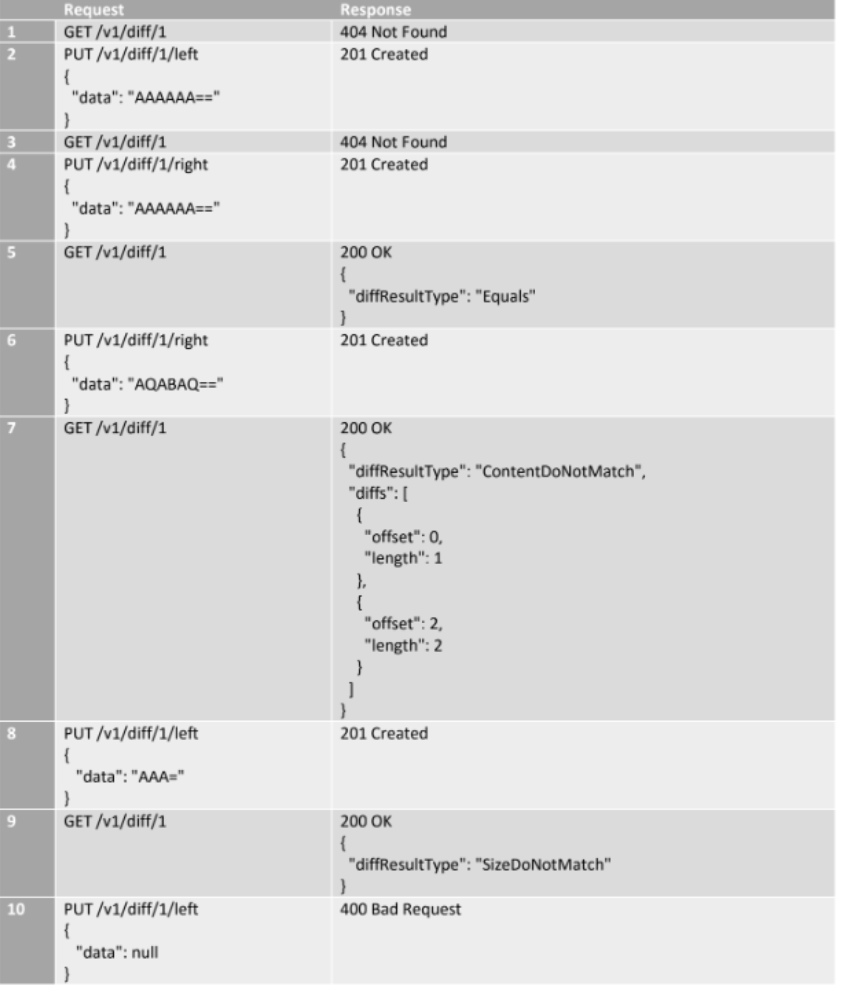 Request Response
1 GET /v1/diff/1 404 Not Found
2 PUT /v1/diff/1/left 201 Created
{
"data": "AAAAAA=="
}
3 GET /v1/diff/1 404 Not Found
4 PUT /v1/diff/1/right 201 Created
{
"data": "AAAAAA=="
}
5 GET /v1/diff/1 200 OK
{
"diffResultType": "Equals"
}
6 PUT /v1/diff/1/right 201 Created
{
"data": "AQABAQ=="
}
7 GET /v1/diff/1 200 OK
{
"diffResultType": "ContentDoNotMatch",
"diffs": [
{
"offset": 0,
"length": 1
},
{
"offset": 2,
"length": 2
}
]
}
8 PUT /v1/diff/1/left 201 Created
{
"data": "AAA="
}
9 GET /v1/diff/1 200 OK
{
"diffResultType": "SizeDoNotMatch"
}
10 PUT /v1/diff/1/left 400 Bad Request
{
"data": null
}